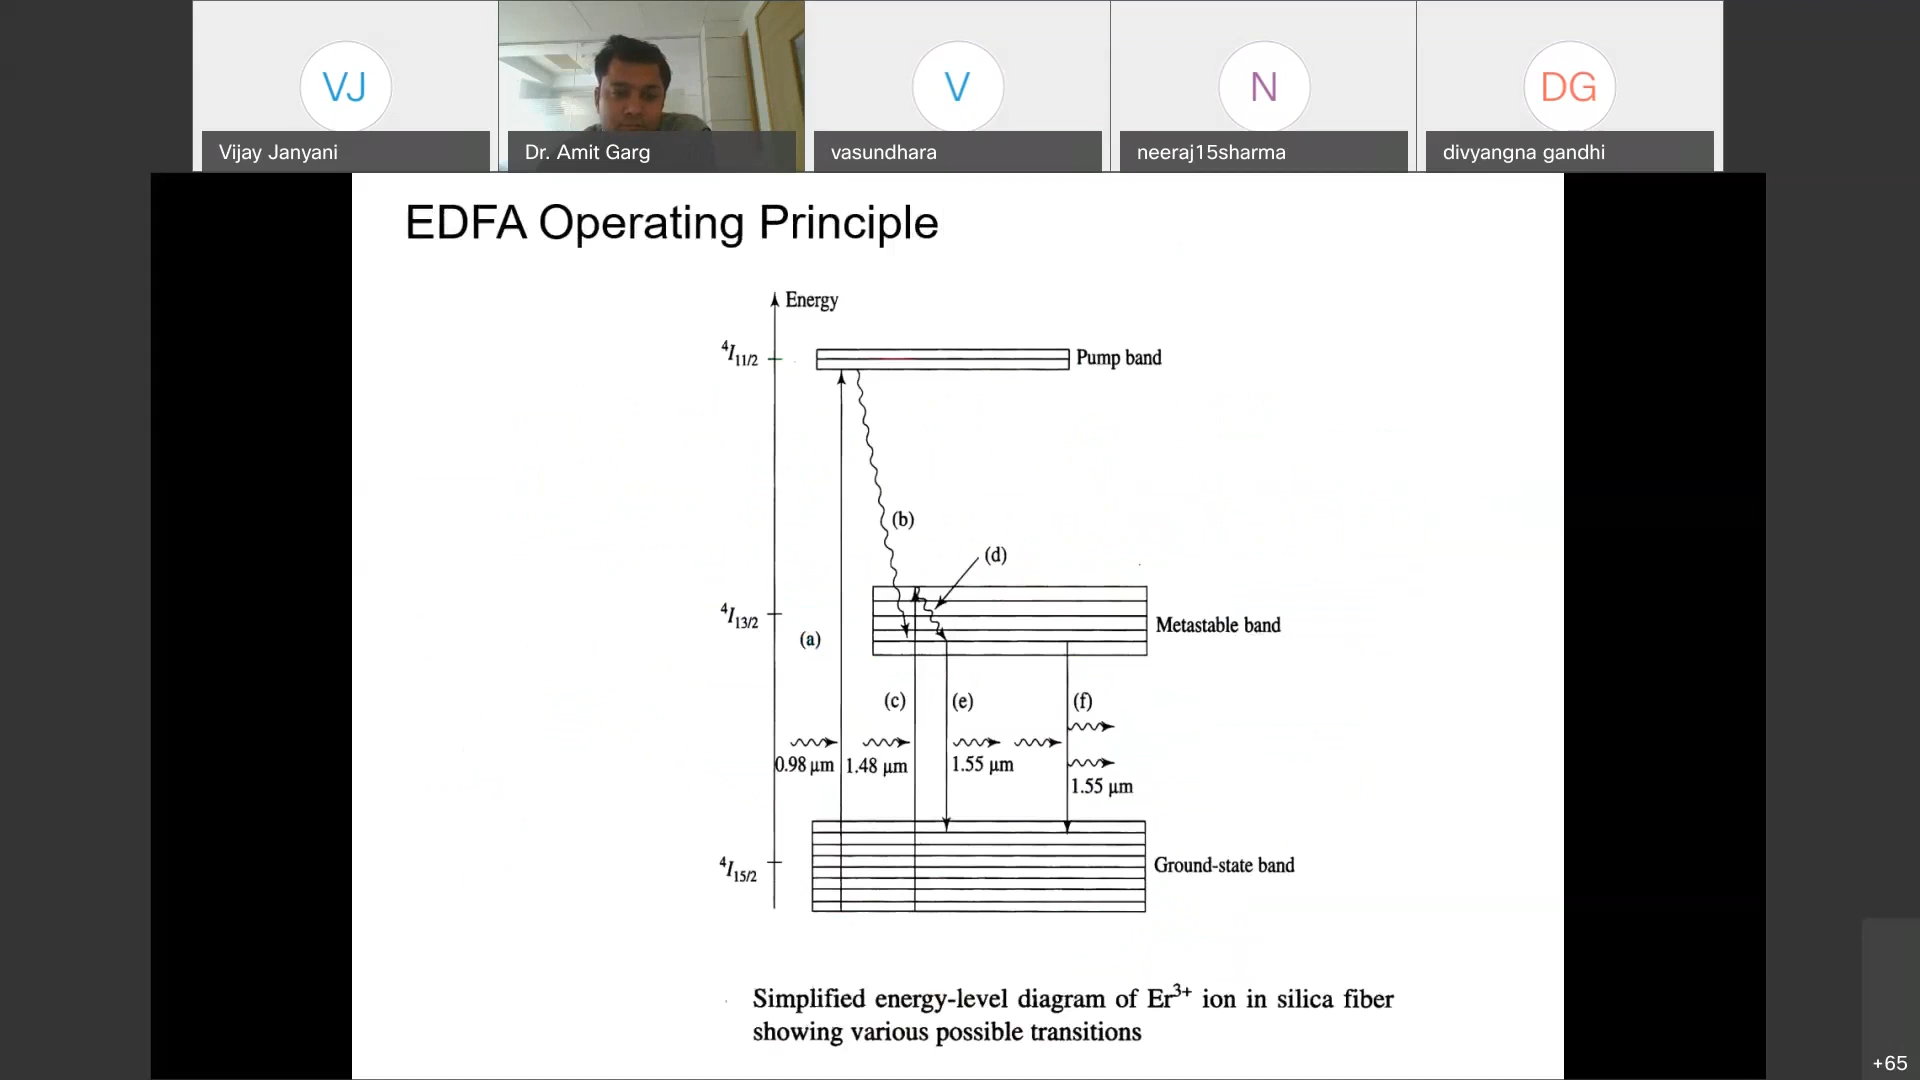 VJ
V
N
DG
Vijay Janyani
Dr. Amit Garg
vasundhara
neeraj15sharma
divyangna gandhi
EDFA Operating Principle
Energy
⁴I₁₁/₂
Pump band
(b)
(d)
⁴I₁₃/₂
Metastable band
(a)
(c)
(e)
(f)
0.98 µm
1.48 µm
1.55 µm
1.55 µm
⁴I₁₅/₂
Ground-state band
Simplified energy-level diagram of Er³⁺ ion in silica fiber
showing various possible transitions
+65